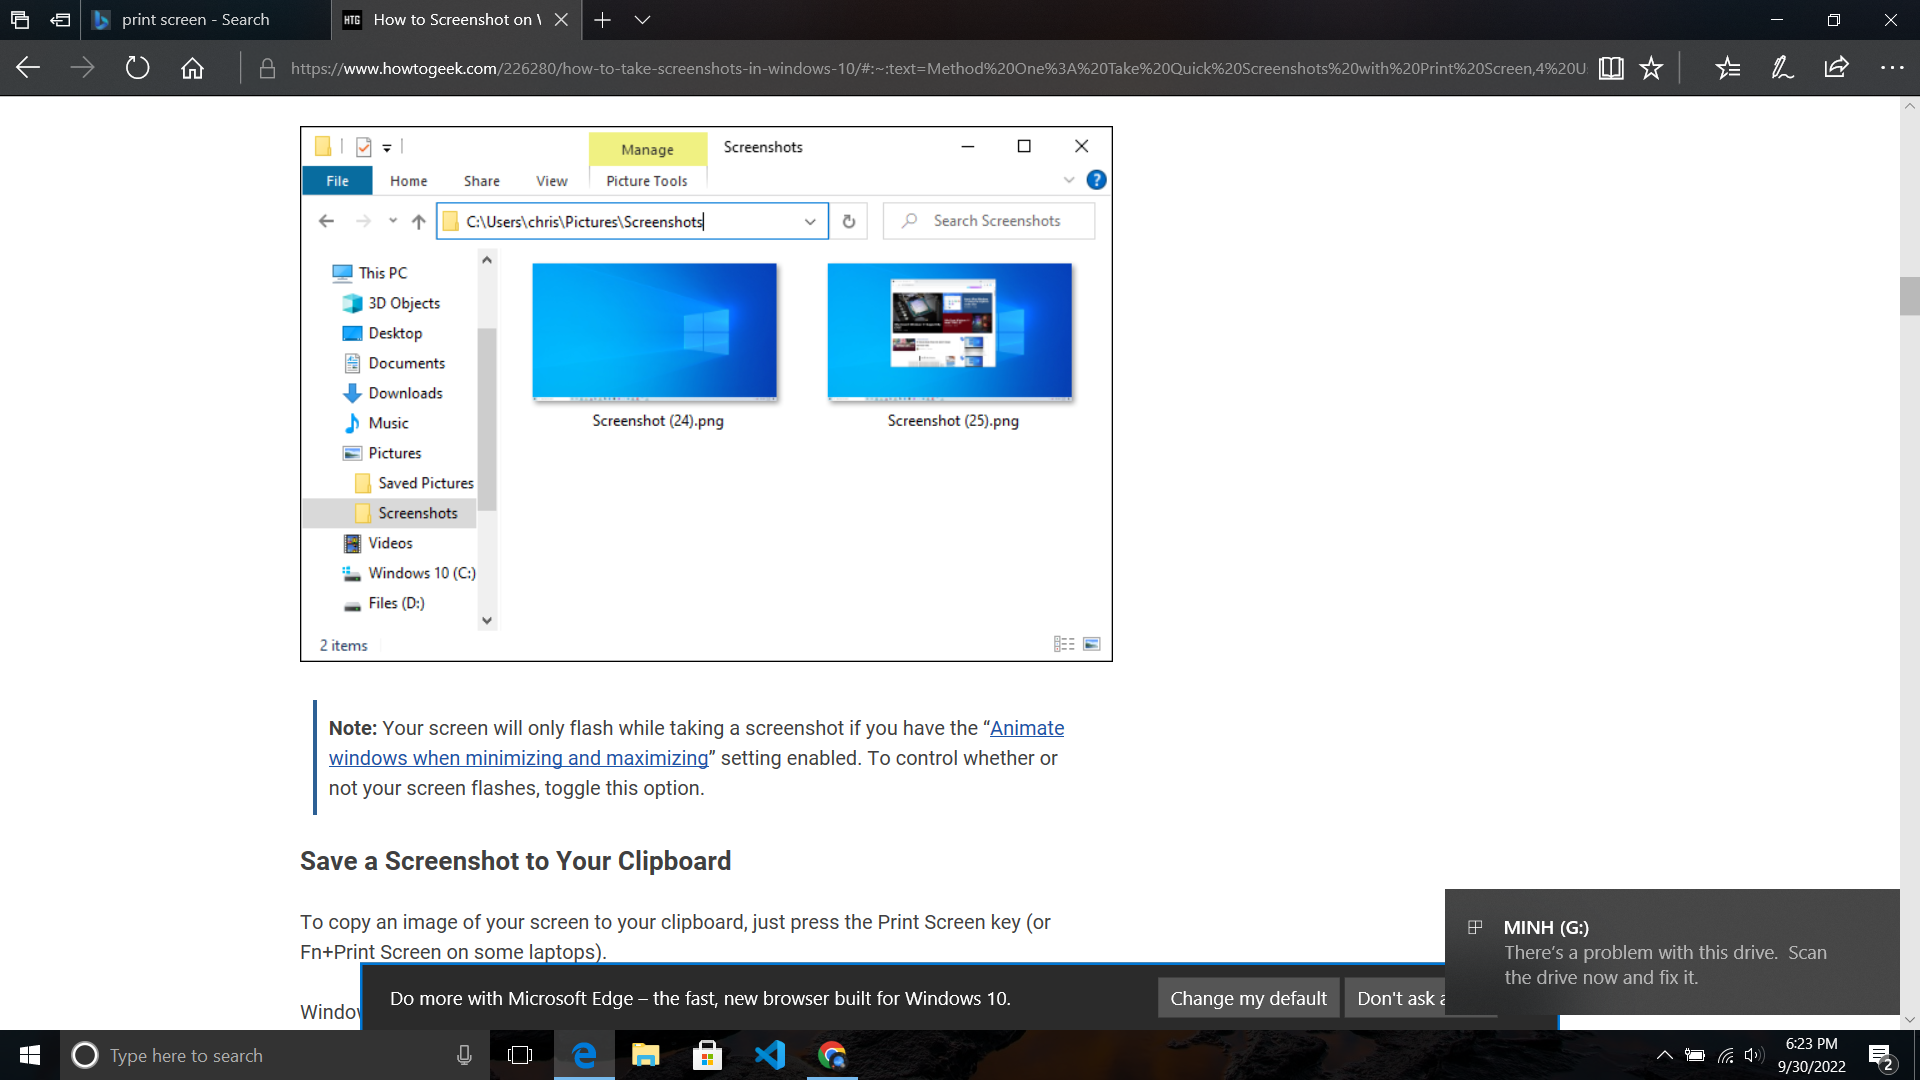 print screen - Search
HTG How to Screenshot on
https://www.howtogeek.com/226280/how-to-take-screenshots-in-windows-10/#:~:text=Method%20One%3A%20Take%20Quick%20Screenshots%20with%20Print%20Screen,4%20U
Manage Screenshots
File Home Share View Picture Tools ?
C:\Users\chris\Pictures\Screenshots Search Screenshots
This PC
3D Objects
Desktop
Documents
Downloads
Music
Pictures
Saved Pictures
Screenshots
Videos
Windows 10 (C:)
Files (D:)
Screenshot (24).png Screenshot (25).png
2 items
Note: Your screen will only flash while taking a screenshot if you have the “Animate
windows when minimizing and maximizing” setting enabled. To control whether or
not your screen flashes, toggle this option.
Save a Screenshot to Your Clipboard
To copy an image of your screen to your clipboard, just press the Print Screen key (or
Fn+Print Screen on some laptops).
Window
Do more with Microsoft Edge – the fast, new browser built for Windows 10. Change my default Don't ask a
MINH (G:)
There's a problem with this drive. Scan
the drive now and fix it.
Type here to search
6:23 PM
9/30/2022
2